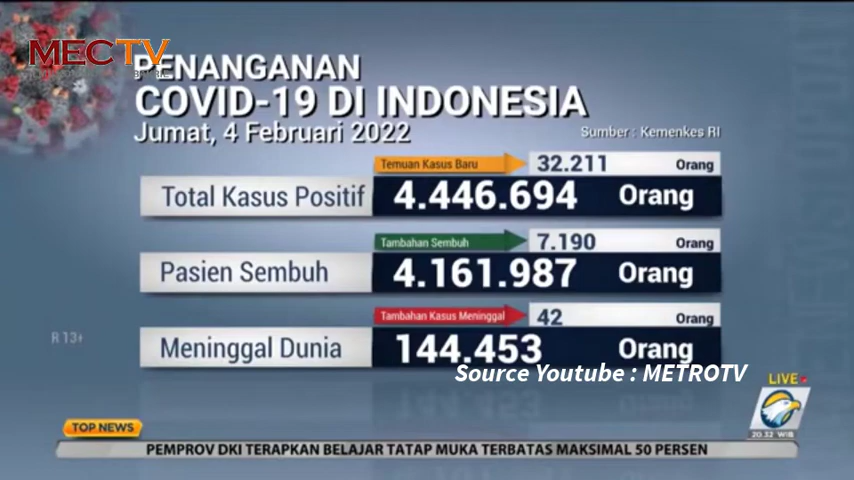 MECTV
PENANGANAN
COVID-19 DI INDONESIA
Jumat, 4 Februari 2022
Sumber : Kemenkes RI
Temuan Kasus Baru 32.211 Orang
Total Kasus Positif 4.446.694 Orang
Tambahan Sembuh 7.190 Orang
Pasien Sembuh 4.161.987 Orang
Tambahan Kasus Meninggal 42 Orang
R 13+
Meninggal Dunia 144.453 Orang
Source Youtube : METROTV
LIVE
TOP NEWS
20.32 WIB
PEMPROV DKI TERAPKAN BELAJAR TATAP MUKA TERBATAS MAKSIMAL 50 PERSEN